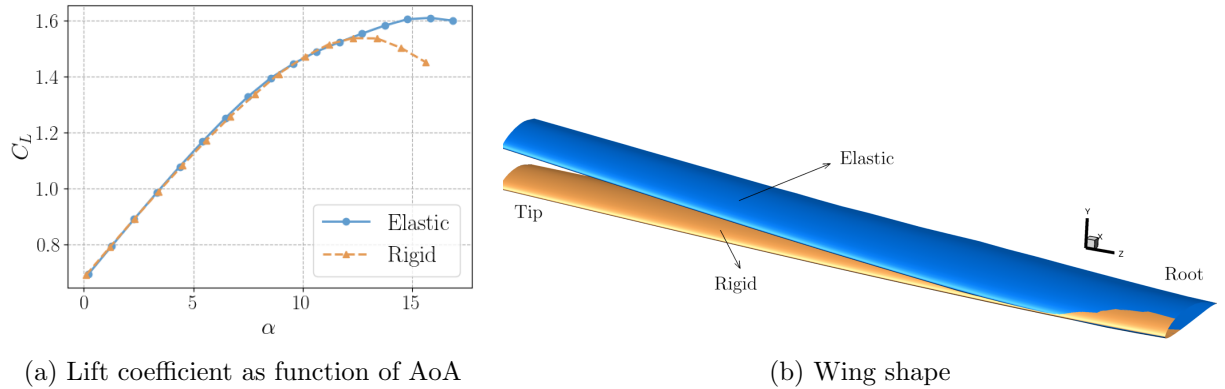 1.6
1.4
1.2
1.0
0.8
C_L
0
5
10
15
α
Elastic
Rigid
Elastic
Tip
Rigid
Root
Y
X
Z
(a) Lift coefficient as function of AoA
(b) Wing shape